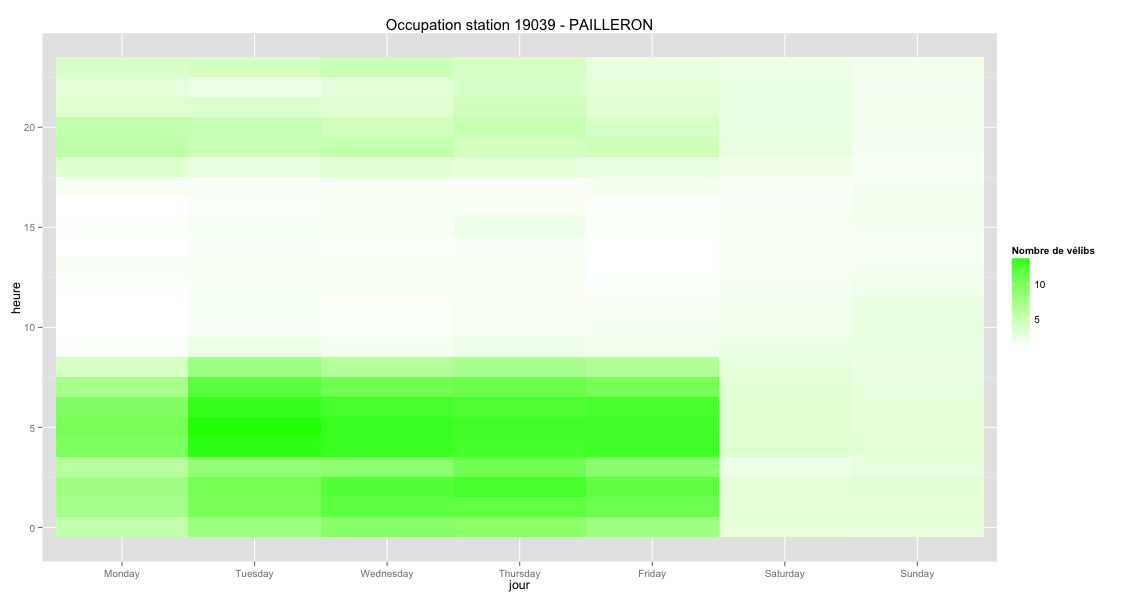 Occupation station 19039 - PAILLERON
20
15
10
5
0
heure
Monday Tuesday Wednesday Thursday Friday Saturday Sunday
jour
Nombre de vélibs
10
5